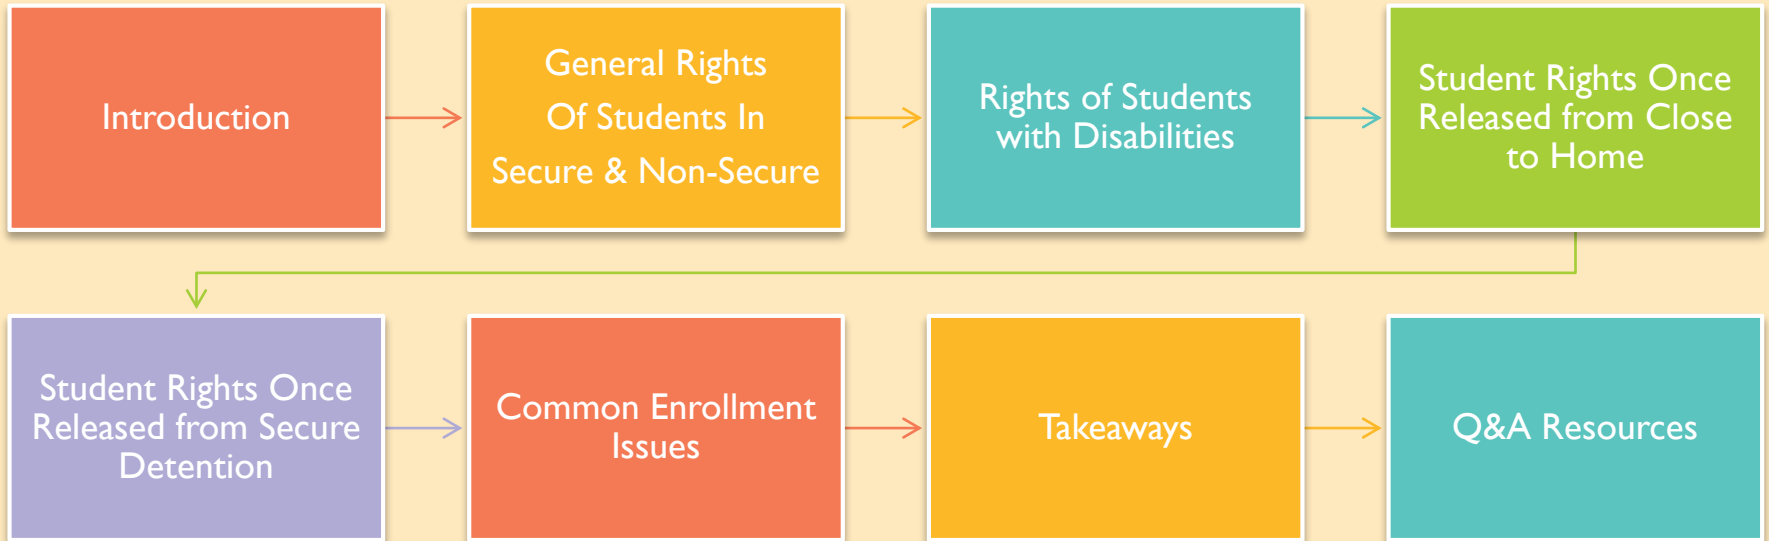 Introduction
General Rights
Of Students In
Secure & Non-Secure
Rights of Students
with Disabilities
Student Rights Once
Released from Close
to Home
Student Rights Once
Released from Secure
Detention
Common Enrollment
Issues
Takeaways
Q&A Resources